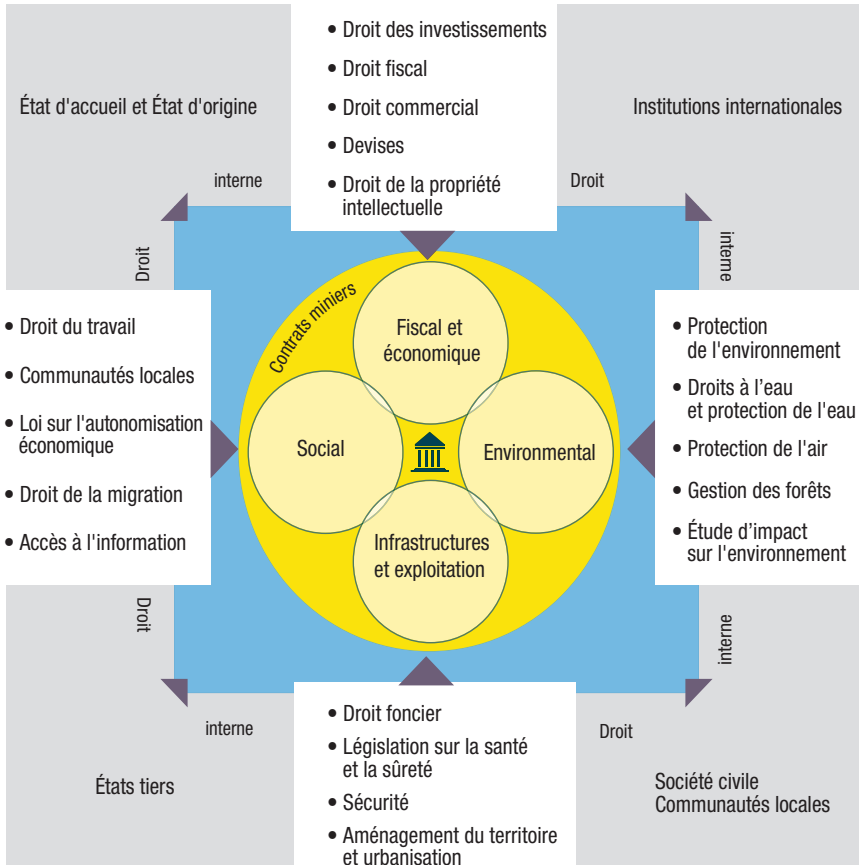 • Droit des investissements
• Droit fiscal
• Droit commercial
• Devises
• Droit de la propriété
intellectuelle
État d'accueil et État d'origine
Institutions internationales
interne
Droit
Droit
interne
• Droit du travail
• Communautés locales
• Loi sur l'autonomisation
économique
• Droit de la migration
• Accès à l'information
Contrats miniers
Fiscal et
économique
Social
Environmental
Infrastructures
et exploitation
• Protection
de l'environnement
• Droits à l’eau
et protection de l'eau
• Protection de l'air
• Gestion des forêts
• Étude d’impact
sur l'environnement
Droit
interne
interne
Droit
• Droit foncier
• Législation sur la santé
et la sûreté
• Sécurité
• Aménagement du territoire
et urbanisation
États tiers
Société civile
Communautés locales